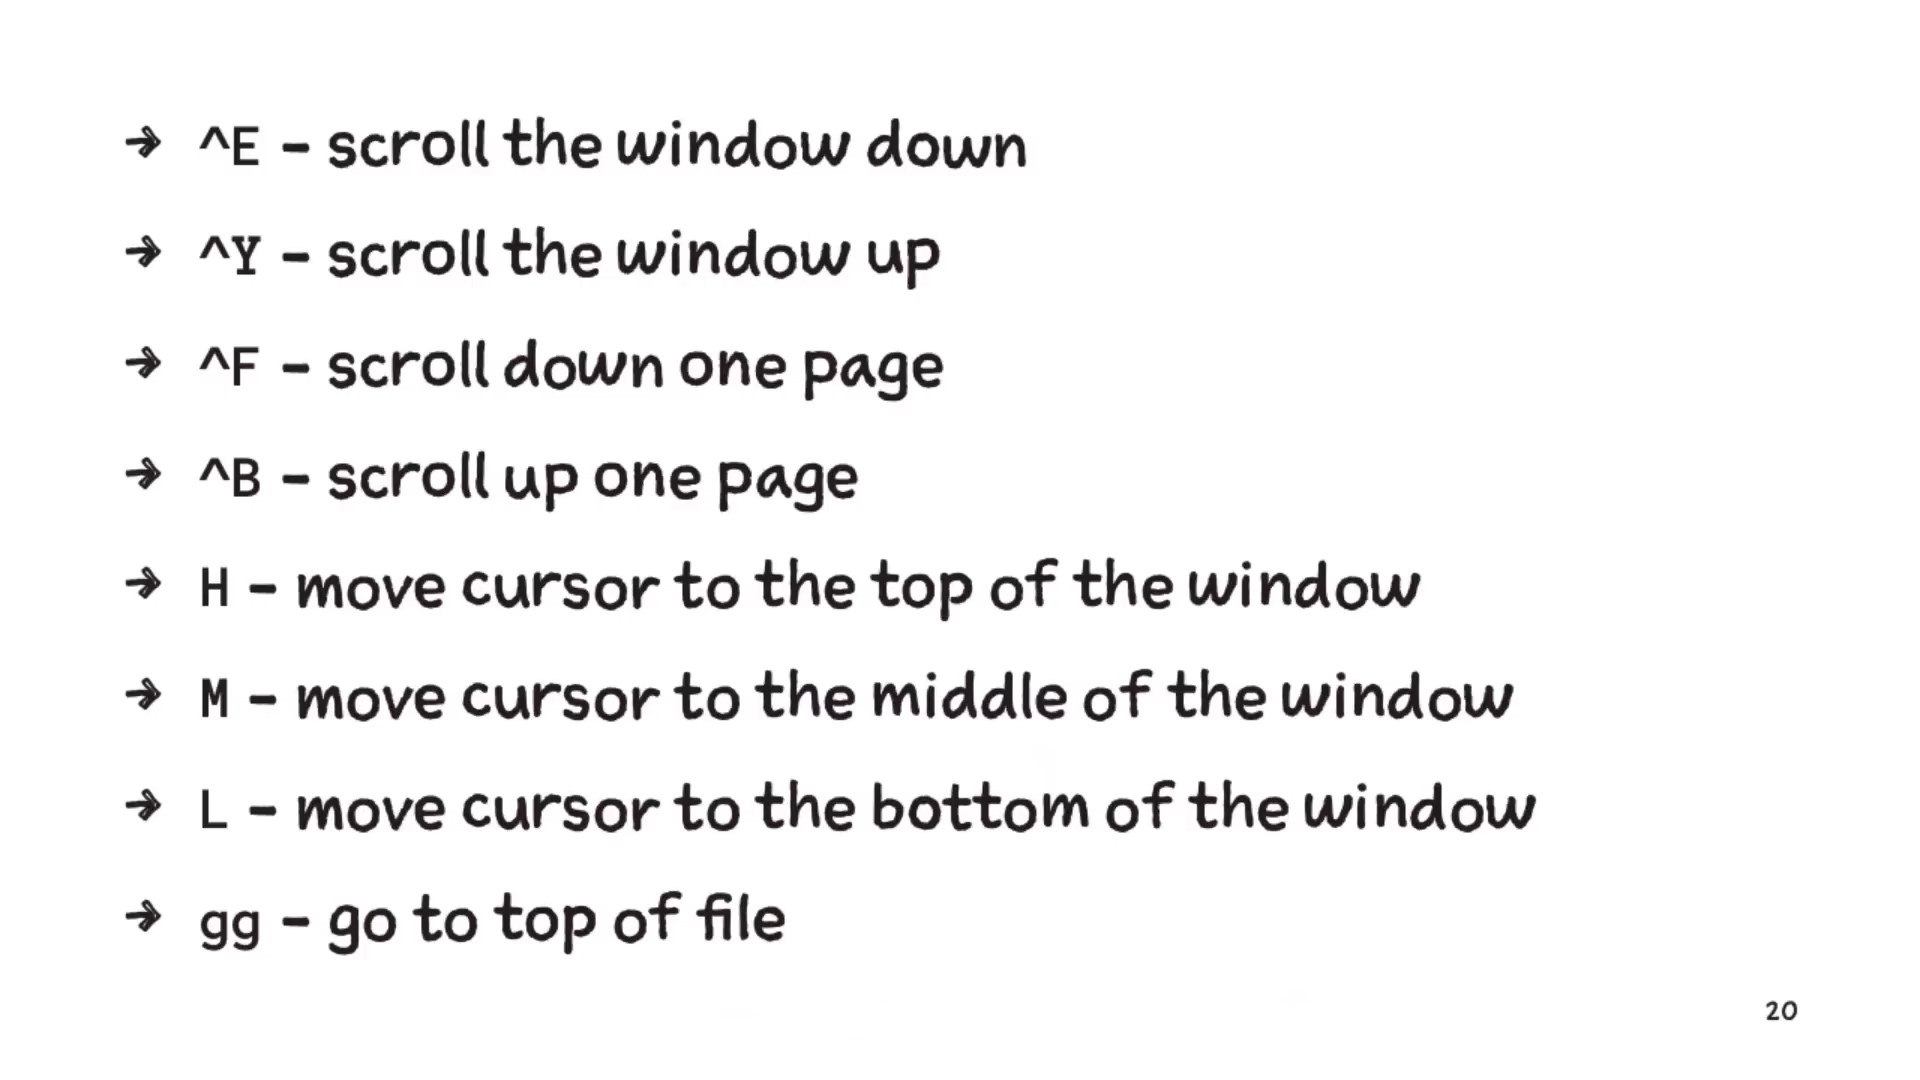 → ^E – scroll the window down
→ ^Y – scroll the window up
→ ^F – scroll down one page
→ ^B – scroll up one page
→ H – move cursor to the top of the window
→ M – move cursor to the middle of the window
→ L – move cursor to the bottom of the window
→ gg – go to top of file
20